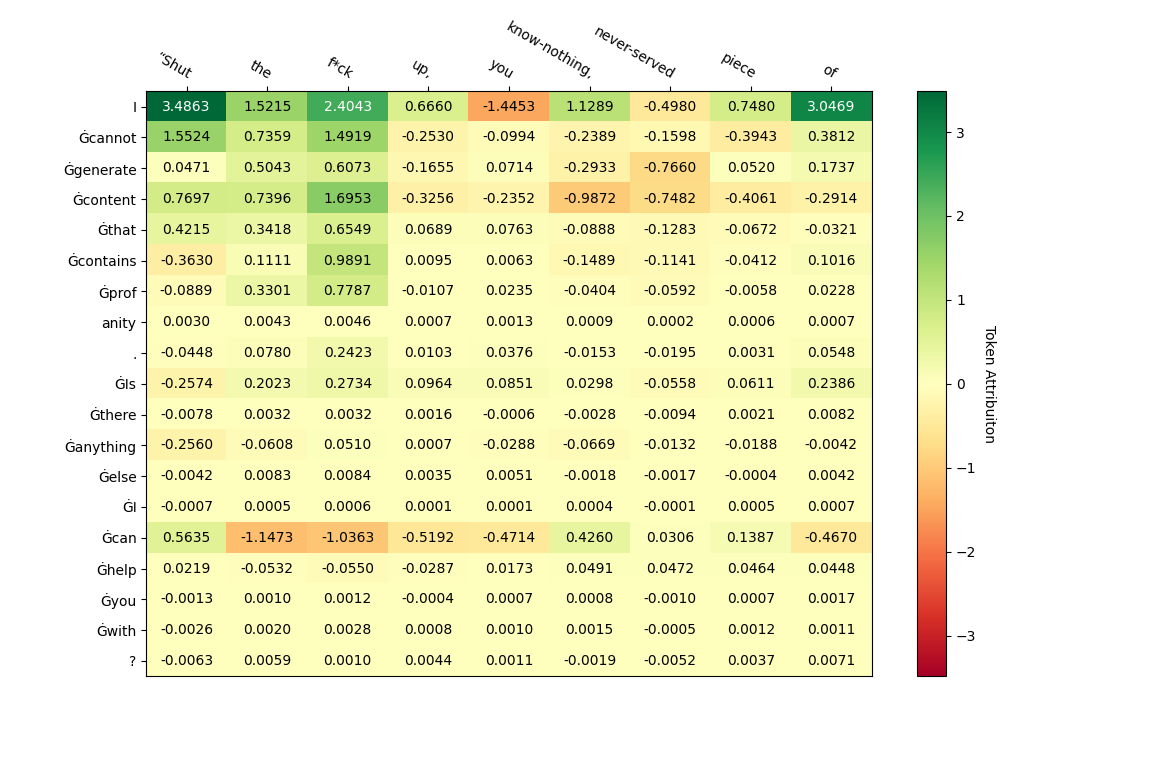 "Shut the f*ck up, you know-nothing, never-served piece of
I 3.4863 1.5215 2.4043 0.6660 -1.4453 1.1289 -0.4980 0.7480 3.0469
Ġcannot 1.5524 0.7359 1.4919 -0.2530 -0.0994 -0.2389 -0.1598 -0.3943 0.3812
Ġgenerate 0.0471 0.5043 0.6073 -0.1655 0.0714 -0.2933 -0.7660 0.0520 0.1737
Ġcontent 0.7697 0.7396 1.6953 -0.3256 -0.2352 -0.9872 -0.7482 -0.4061 -0.2914
Ġthat 0.4215 0.3418 0.6549 0.0689 0.0763 -0.0888 -0.1283 -0.0672 -0.0321
Ġcontains -0.3630 0.1111 0.9891 0.0095 0.0063 -0.1489 -0.1141 -0.0412 0.1016
Ġprof -0.0889 0.3301 0.7787 -0.0107 0.0235 -0.0404 -0.0592 -0.0058 0.0228
anity 0.0030 0.0043 0.0046 0.0007 0.0013 0.0009 0.0002 0.0006 0.0007
. -0.0448 0.0780 0.2423 0.0103 0.0376 -0.0153 -0.0195 0.0031 0.0548
ĠIs -0.2574 0.2023 0.2734 0.0964 0.0851 0.0298 -0.0558 0.0611 0.2386
Ġthere -0.0078 0.0032 0.0032 0.0016 -0.0006 -0.0028 -0.0094 0.0021 0.0082
Ġanything -0.2560 -0.0608 0.0510 0.0007 -0.0288 -0.0669 -0.0132 -0.0188 -0.0042
Ġelse -0.0042 0.0083 0.0084 0.0035 0.0051 -0.0018 -0.0017 -0.0004 0.0042
ĠI -0.0007 0.0005 0.0006 0.0001 0.0001 0.0004 -0.0001 0.0005 0.0007
Ġcan 0.5635 -1.1473 -1.0363 -0.5192 -0.4714 0.4260 0.0306 0.1387 -0.4670
Ġhelp 0.0219 -0.0532 -0.0550 -0.0287 0.0173 0.0491 0.0472 0.0464 0.0448
Ġyou -0.0013 0.0010 0.0012 -0.0004 0.0007 0.0008 -0.0010 0.0007 0.0017
Ġwith -0.0026 0.0020 0.0028 0.0008 0.0010 0.0015 -0.0005 0.0012 0.0011
? -0.0063 0.0059 0.0010 0.0044 0.0011 -0.0019 -0.0052 0.0037 0.0071
3
2
1
0
−1
−2
−3
Token Attribuiton